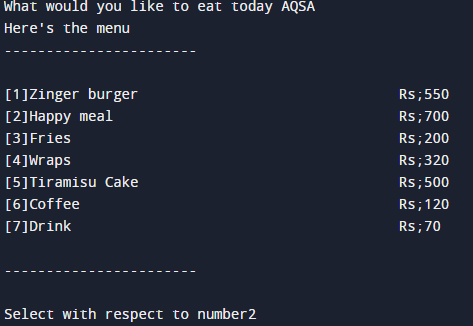 What would you like to eat today AQSA
Here's the menu
-----------------------
[1]Zinger burger Rs;550
[2]Happy meal Rs;700
[3]Fries Rs;200
[4]Wraps Rs;320
[5]Tiramisu Cake Rs;500
[6]Coffee Rs;120
[7]Drink Rs;70
-----------------------
Select with respect to number2